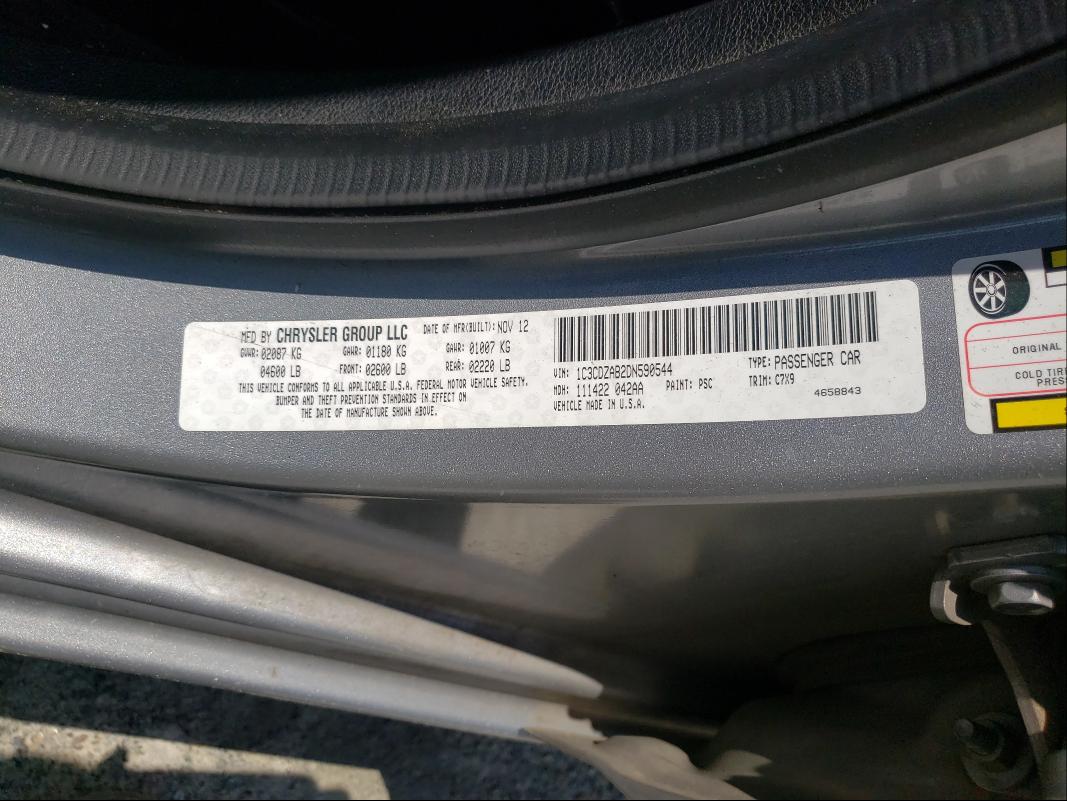 MFD BY CHRYSLER GROUP LLC DATE OF MFR(BUILT): NOV 12
GVWR: 02087 KG GAWR: 01180 KG GAWR: 01007 KG
04600 LB FRONT: 02600 LB REAR: 02220 LB
THIS VEHICLE CONFORMS TO ALL APPLICABLE U.S.A. FEDERAL MOTOR VEHICLE SAFETY,
BUMPER AND THEFT PREVENTION STANDARDS IN EFFECT ON
THE DATE OF MANUFACTURE SHOWN ABOVE.
VIN: 1C3CDZAB2DN590544 TYPE: PASSENGER CAR
MDH: 111422 042AA PAINT: PSC TRIM: C7X9
VEHICLE MADE IN U.S.A. 4658843
ORIGINAL
COLD TIR
PRES